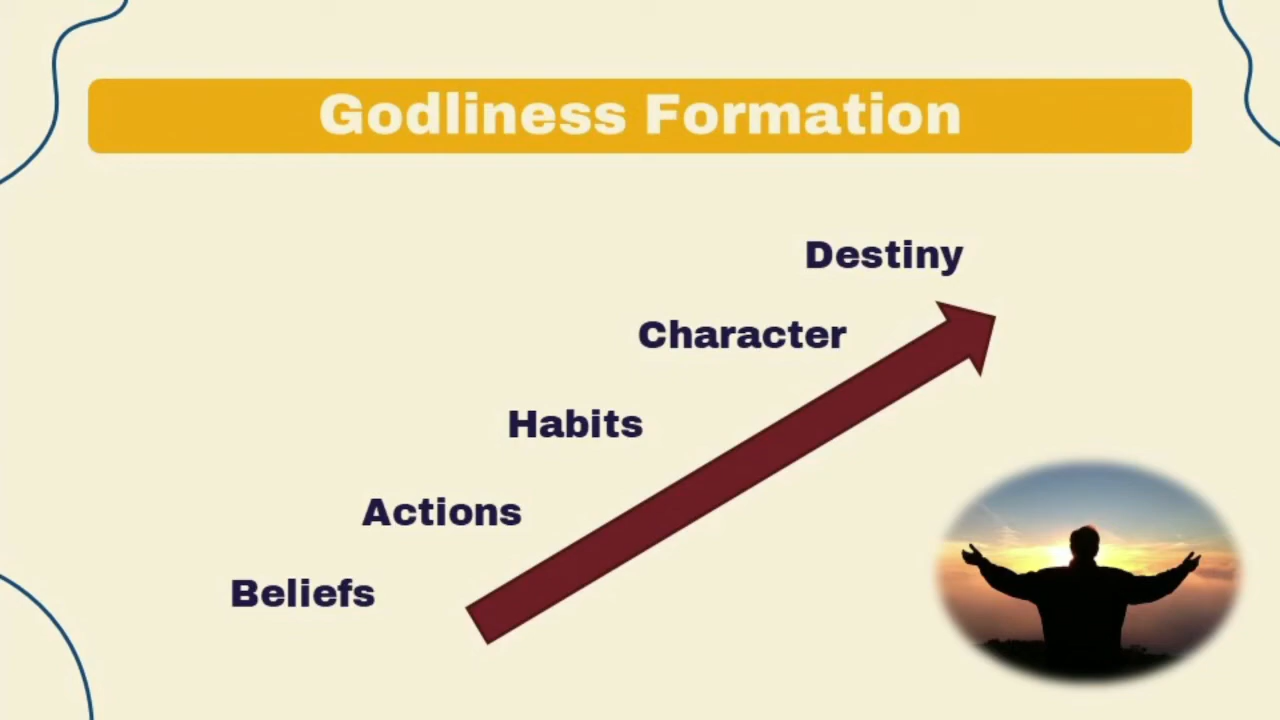 Godliness Formation
Destiny
Character
Habits
Actions
Beliefs